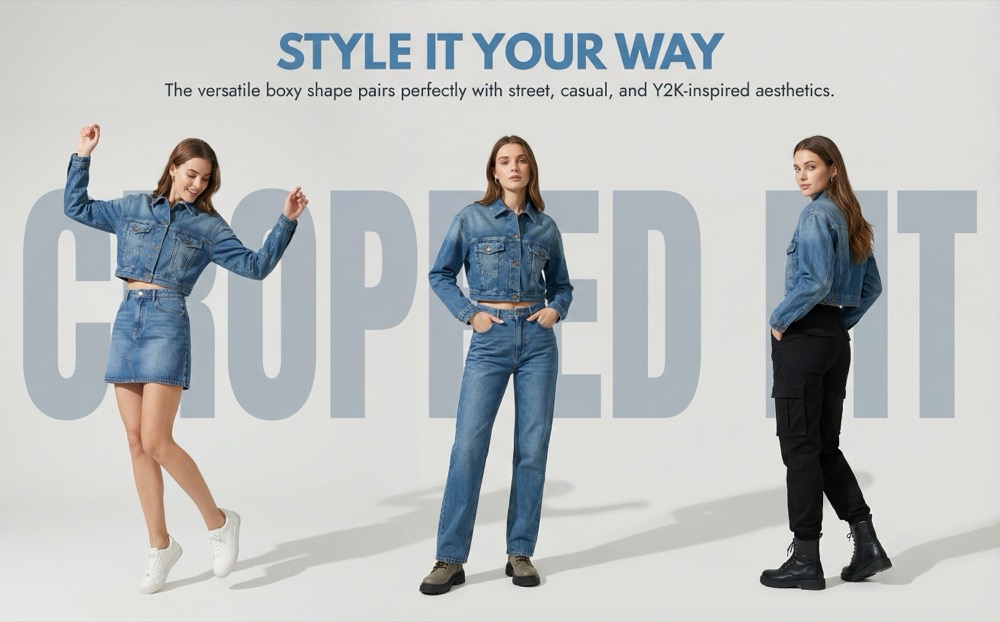 STYLE IT YOUR WAY
The versatile boxy shape pairs perfectly with street, casual, and Y2K-inspired aesthetics.
CROPPED FIT